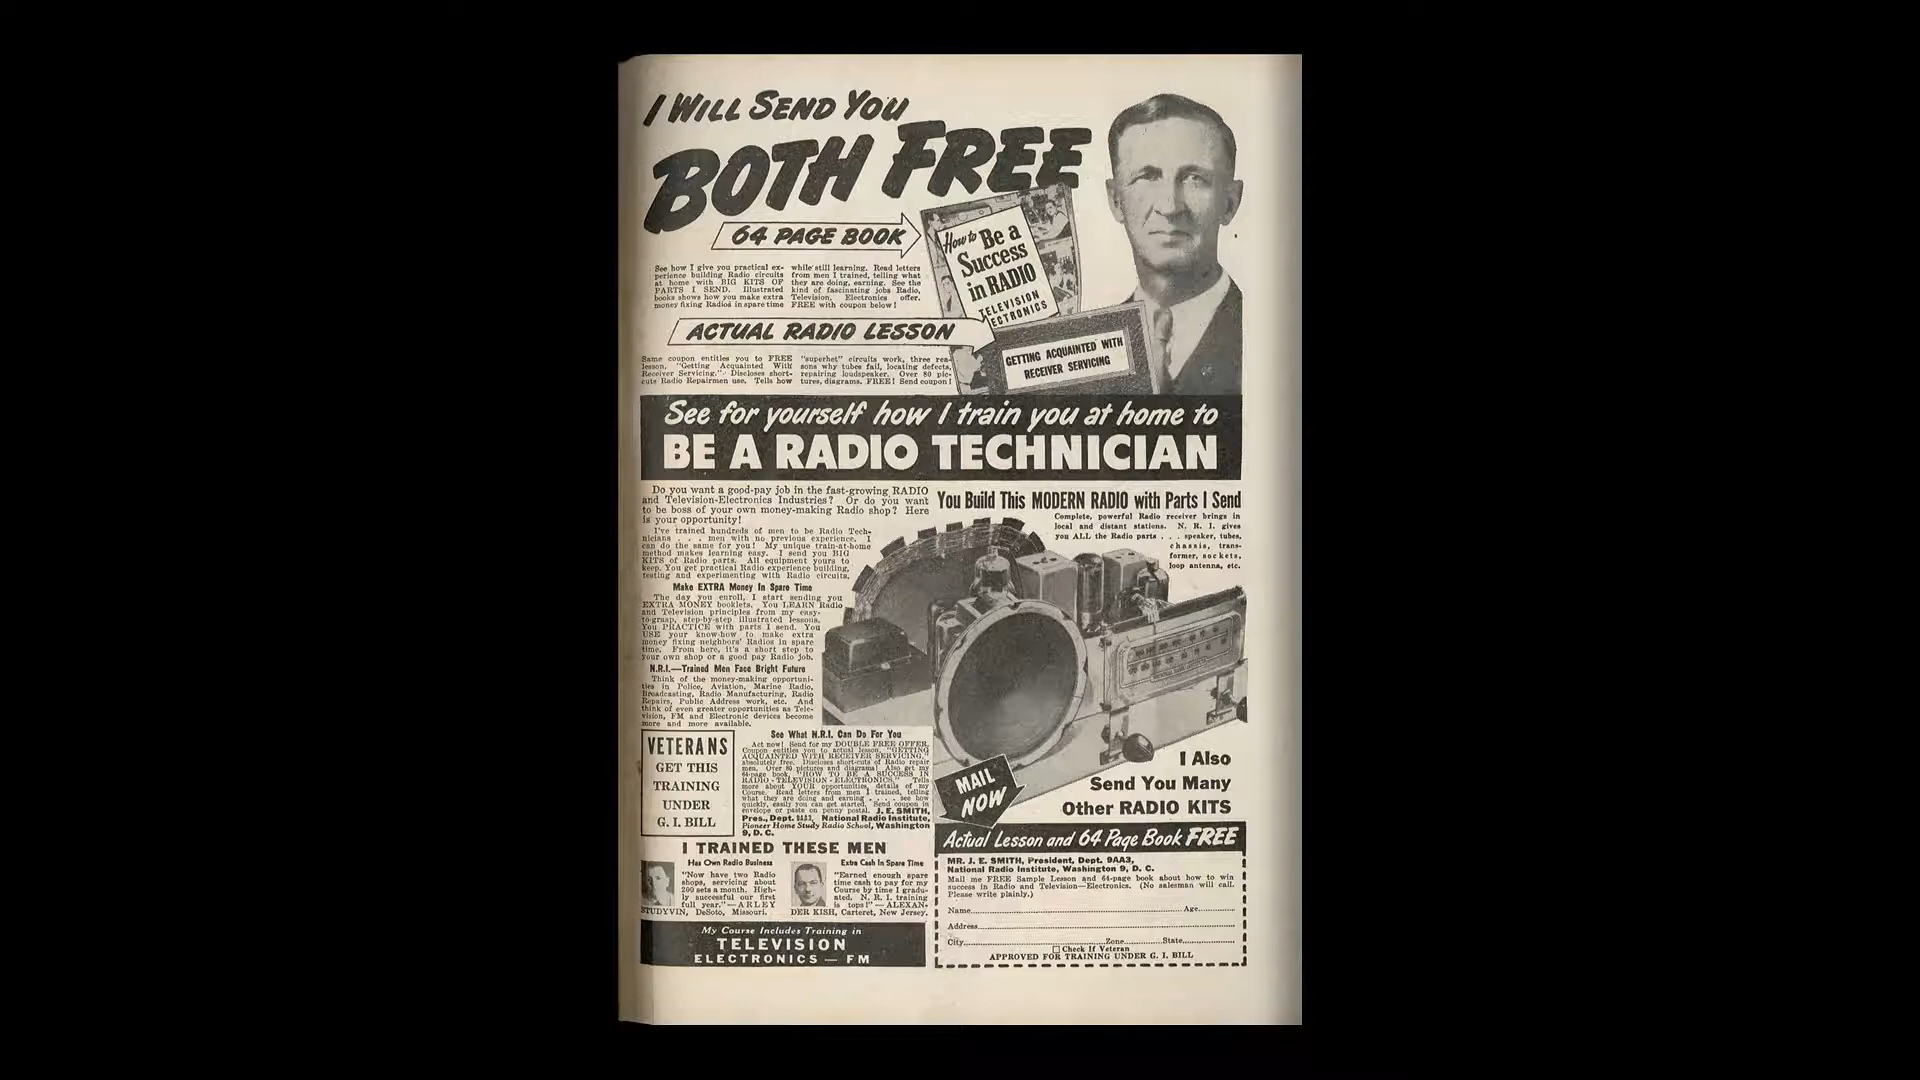 I WILL SEND YOU
BOTH FREE
64 PAGE BOOK
How to Be a
Success
in RADIO
TELEVISION
ECTRONICS
See how I give you practical ex-
perience building Radio circuits
at home with BIG KITS OF
PARTS I SEND. Illustrated
books shows how you make extra
money fixing Radios in spare time
while still learning. Read letters
from men I trained, telling what
they are doing, earning. See the
kind of fascinating jobs Radio,
Television, Electronics offer.
FREE with coupon below!
ACTUAL RADIO LESSON
GETTING ACQUAINTED WITH
RECEIVER SERVICING
Same coupon entitles you to FREE
lesson, "Getting Acquainted With
Receiver Servicing." Discloses short-
cuts Radio Repairmen use. Tells how
"superhet" circuits work, three rea-
sons why tubes fail, locating defects,
repairing loudspeaker. Over 80 pic-
tures, diagrams. FREE! Send coupon!
See for yourself how I train you at home to
BE A RADIO TECHNICIAN
Do you want a good-pay job in the fast-growing RADIO
and Television-Electronics Industries? Or do you want
to be boss of your own money-making Radio shop? Here
is your opportunity!
I've trained hundreds of men to be Radio Tech-
nicians . . . men with no previous experience. I
can do the same for you! My unique train-at-home
method makes learning easy. I send you BIG
KITS of Radio parts. All equipment yours to
keep. You get practical Radio experience building,
testing and experimenting with Radio circuits.
Make EXTRA Money In Spare Time
The day you enroll, I start sending you
EXTRA MONEY booklets. You LEARN Radio
and Television principles from my easy-
to-grasp, step-by-step illustrated lessons.
You PRACTICE with parts I send. You
USE your know-how to make extra
money fixing neighbors' Radios in spare
time. From here, it's a short step to
your own shop or a good pay Radio job.
N.R.I.—Trained Men Face Bright Future
Think of the money-making opportuni-
ties in Police, Aviation, Marine Radio,
Broadcasting, Radio Manufacturing, Radio
Repairs, Public Address work, etc. And
think of even greater opportunities as Tele-
vision, FM and Electronic devices become
more and more available.
You Build This MODERN RADIO with Parts I Send
Complete, powerful Radio receiver brings in
local and distant stations. N. R. I. gives
you ALL the Radio parts . . . speaker, tubes,
chassis, trans-
former, sockets,
loop antenna, etc.
VETERANS
GET THIS
TRAINING
UNDER
G. I. BILL
See What N.R.I. Can Do For You
Act now! Send for my DOUBLE FREE OFFER.
Coupon entitles you to actual lesson, "GETTING
ACQUAINTED WITH RECEIVER SERVICING,"
absolutely free. Discloses short-cuts of Radio repair
men. Over 80 pictures and diagrams! Also get my
64-page book, "HOW TO BE A SUCCESS IN
RADIO - TELEVISION - ELECTRONICS." Tells
more about YOUR opportunities, details of my
Course. Read letters from men I trained, telling
what they are doing and earning . . . see how
quickly, easily you can get started. Send coupon in
envelope or paste on penny postal. J. E. SMITH,
Pres., Dept. 9AA3, National Radio Institute,
Pioneer Home Study Radio School, Washington
9, D. C.
MAIL
NOW
I Also
Send You Many
Other RADIO KITS
I TRAINED THESE MEN
Has Own Radio Business
"Now have two Radio
shops, servicing about
200 sets a month. High-
ly successful our first
full year."—ARLEY
STUDYVIN, DeSoto, Missouri.
Extra Cash In Spare Time
"Earned enough spare
time cash to pay for my
Course by time I gradu-
ated. N. R. I. training
is tops!"—ALEXAN-
DER KISH, Carteret, New Jersey.
My Course Includes Training in
TELEVISION
ELECTRONICS — FM
Actual Lesson and 64 Page Book FREE
MR. J. E. SMITH, President, Dept. 9AA3,
National Radio Institute, Washington 9, D. C.
Mail me FREE Sample Lesson and 64-page book about how to win
success in Radio and Television—Electronics. (No salesman will call.
Please write plainly.)
Name Age
Address
City Zone State
Check If Veteran
APPROVED FOR TRAINING UNDER G. I. BILL